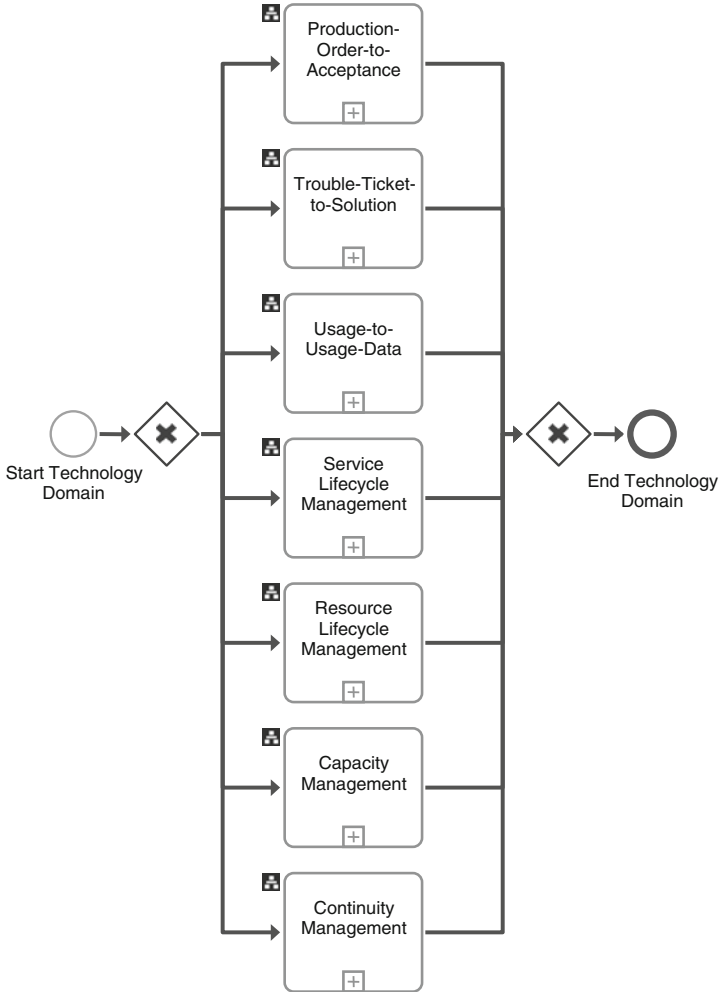 Production-
Order-to-
Acceptance
Trouble-Ticket-
to-Solution
Usage-to-
Usage-Data
Start Technology
Domain
End Technology
Domain
Service
Lifecycle
Management
Resource
Lifecycle
Management
Capacity
Management
Continuity
Management